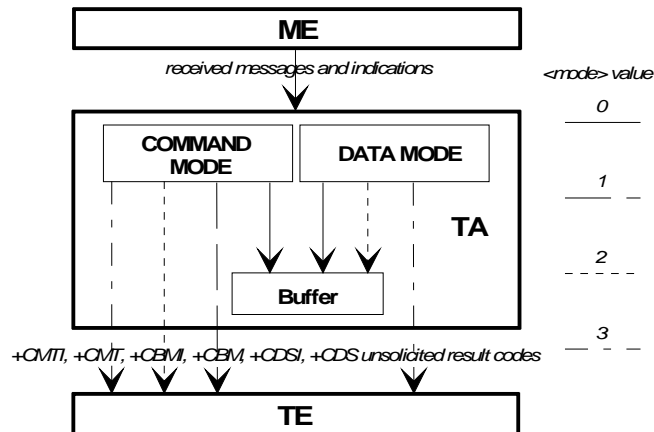 ME
received messages and indications
<mode> value
0
COMMAND
MODE
DATA MODE
1
TA
2
Buffer
3
+CMTI, +CMT, +CBMI, +CBM, +CDSI, +CDS unsolicited result codes
TE